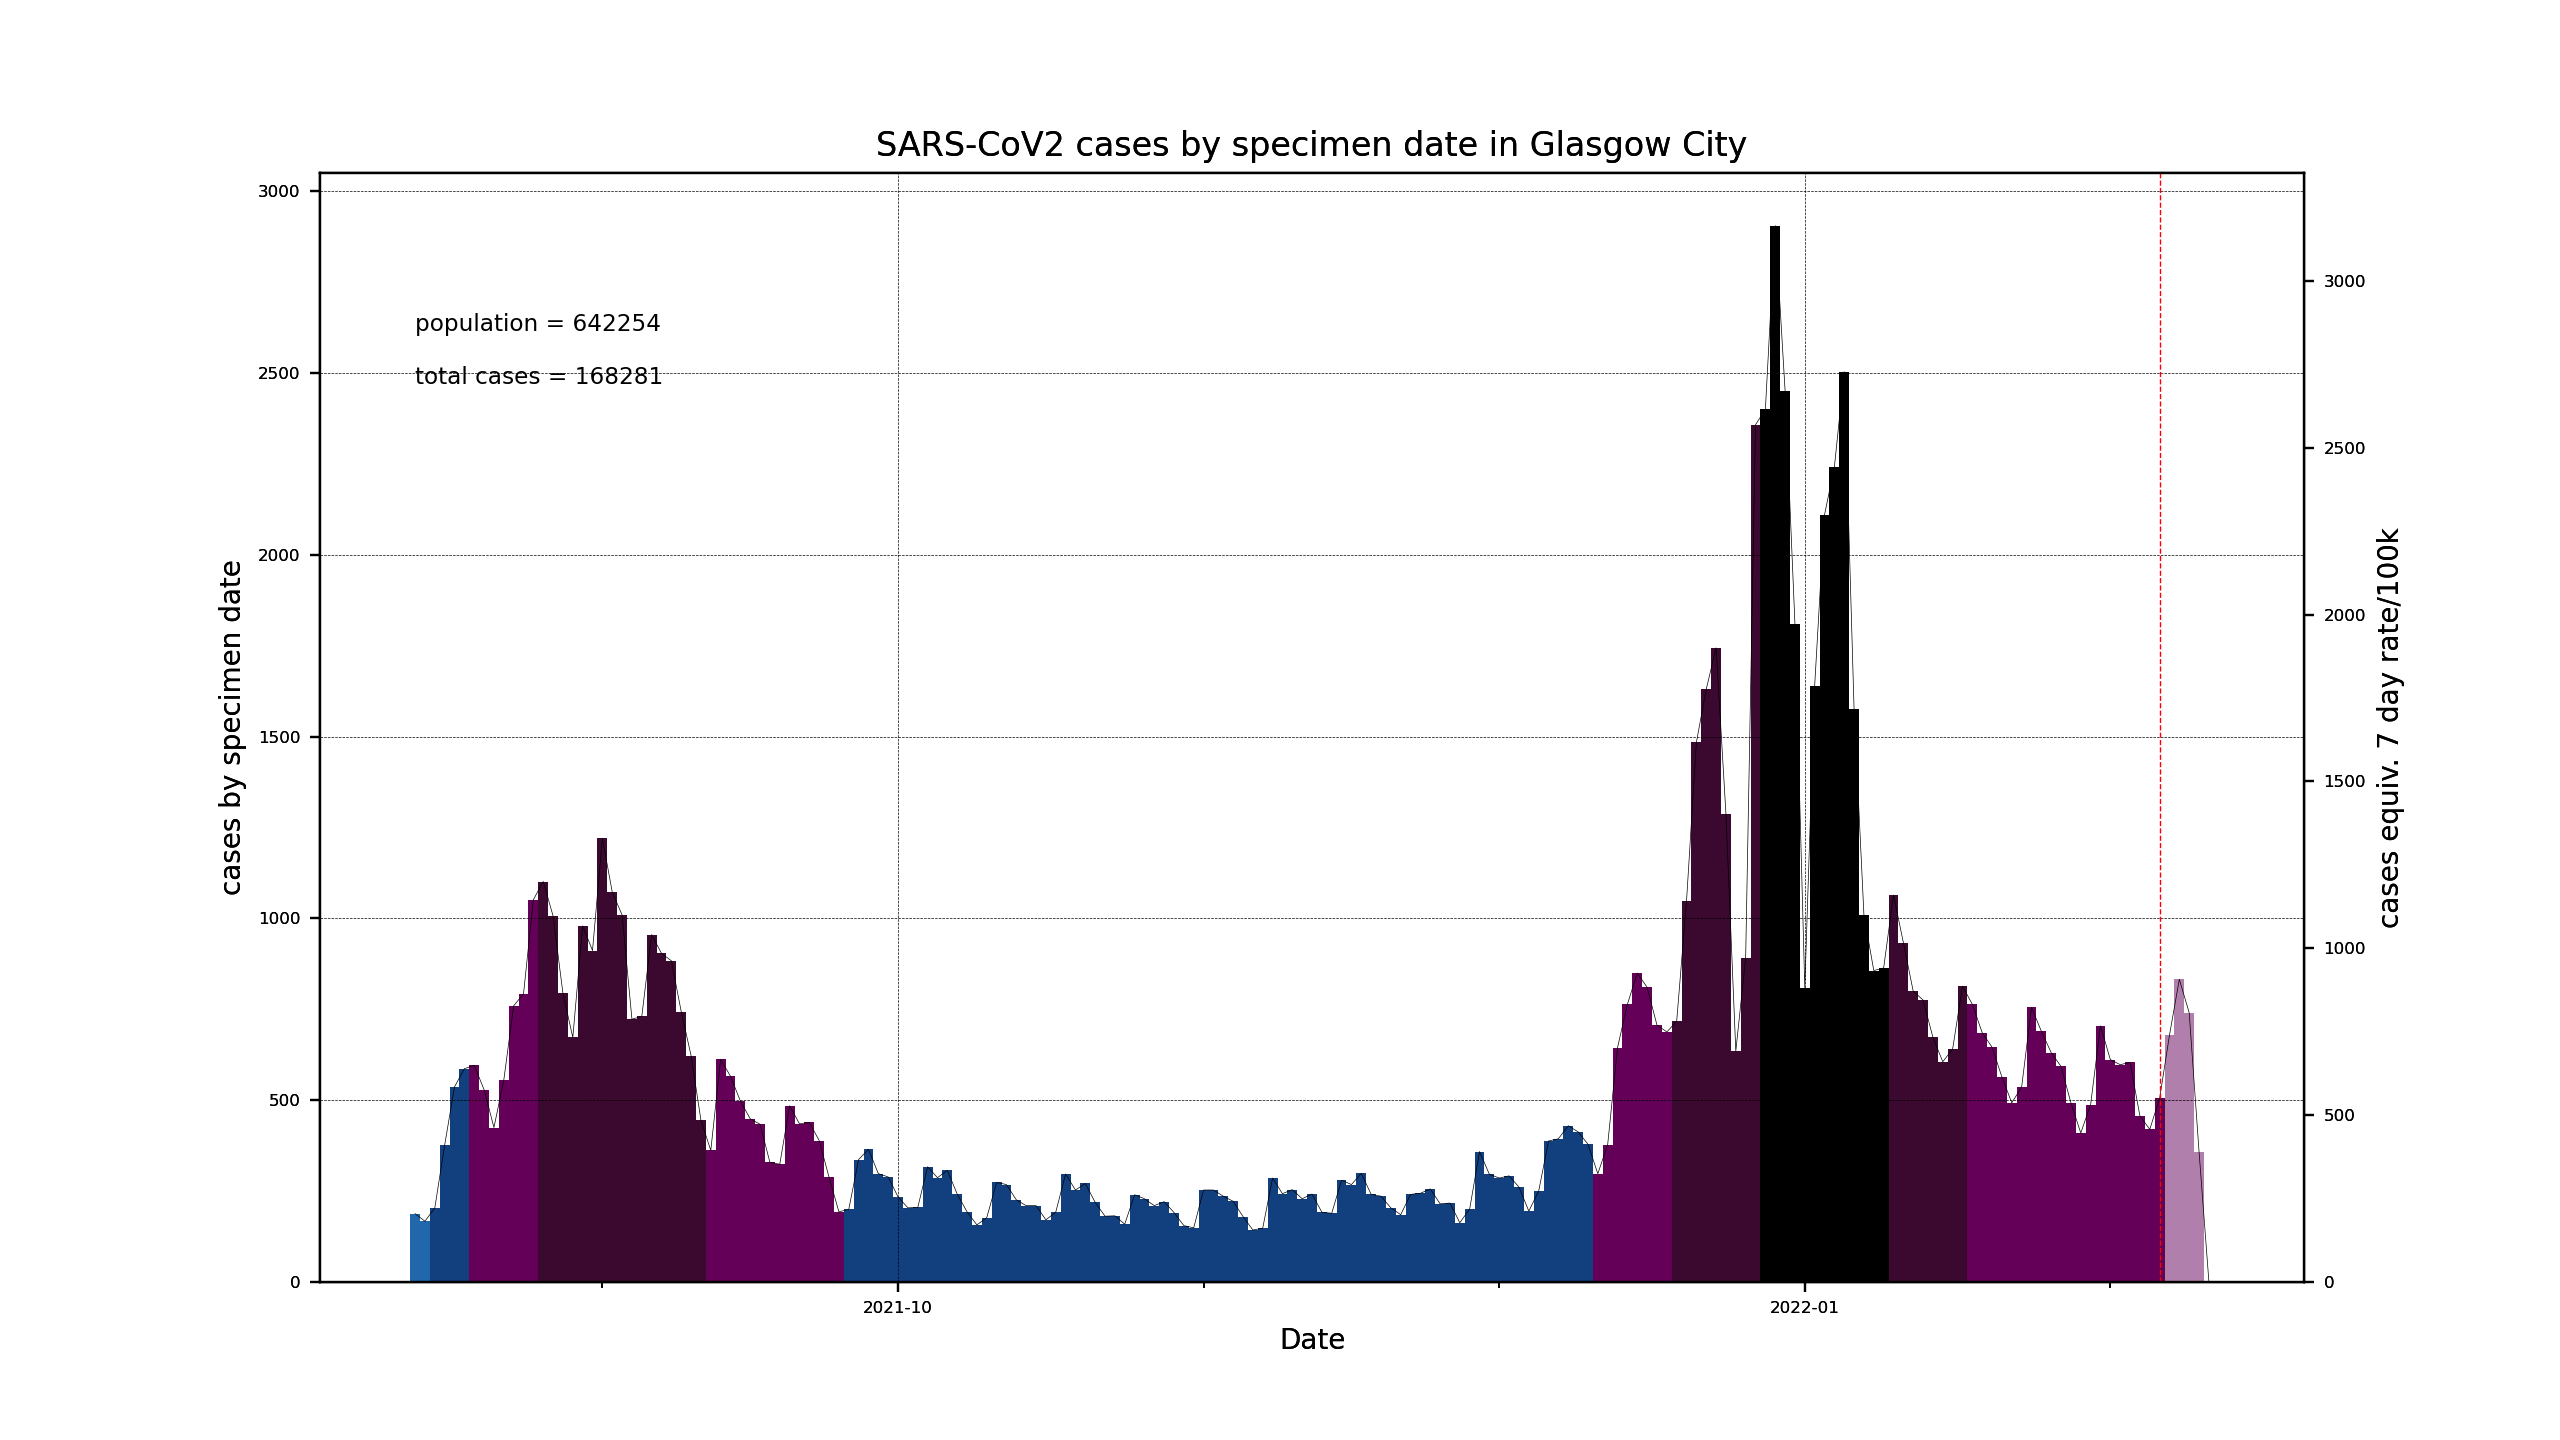 SARS-CoV2 cases by specimen date in Glasgow City
3000
2500
2000
1500
1000
500
0
cases by specimen date
population = 642254
total cases = 168281
3000
2500
2000
1500
1000
500
0
cases equiv. 7 day rate/100k
2021-10
2022-01
Date